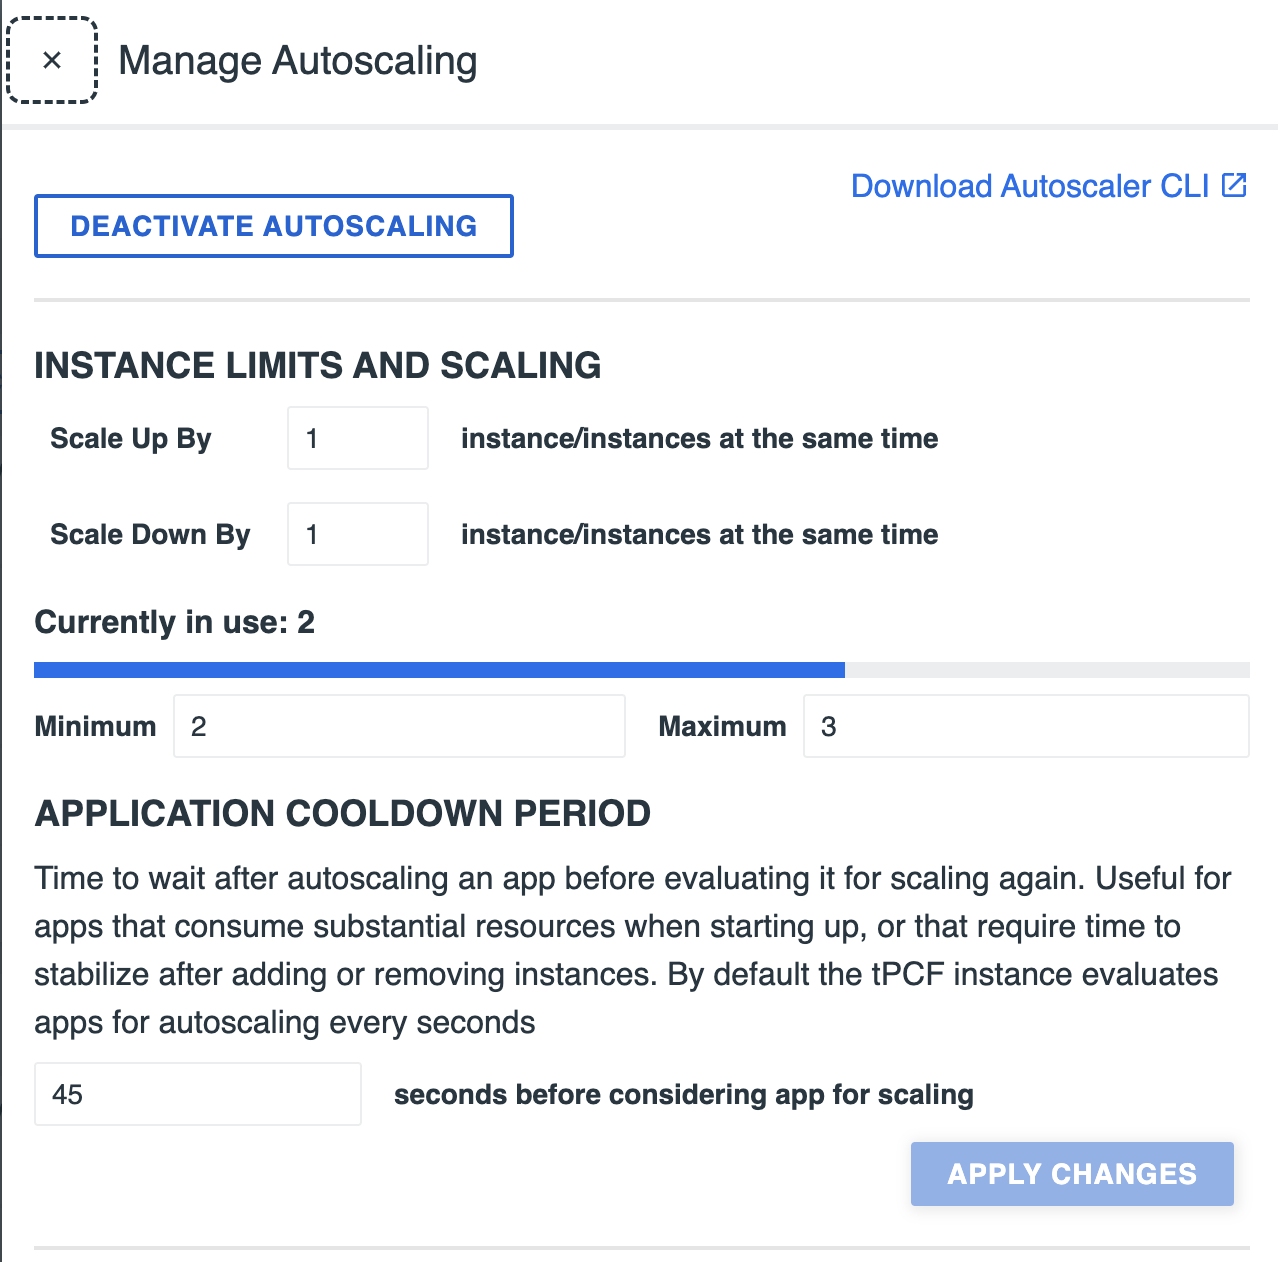 × Manage Autoscaling
Download Autoscaler CLI
DEACTIVATE AUTOSCALING
INSTANCE LIMITS AND SCALING
Scale Up By 1 instance/instances at the same time
Scale Down By 1 instance/instances at the same time
Currently in use: 2
Minimum 2 Maximum 3
APPLICATION COOLDOWN PERIOD
Time to wait after autoscaling an app before evaluating it for scaling again. Useful for
apps that consume substantial resources when starting up, or that require time to
stabilize after adding or removing instances. By default the tPCF instance evaluates
apps for autoscaling every seconds
45 seconds before considering app for scaling
APPLY CHANGES